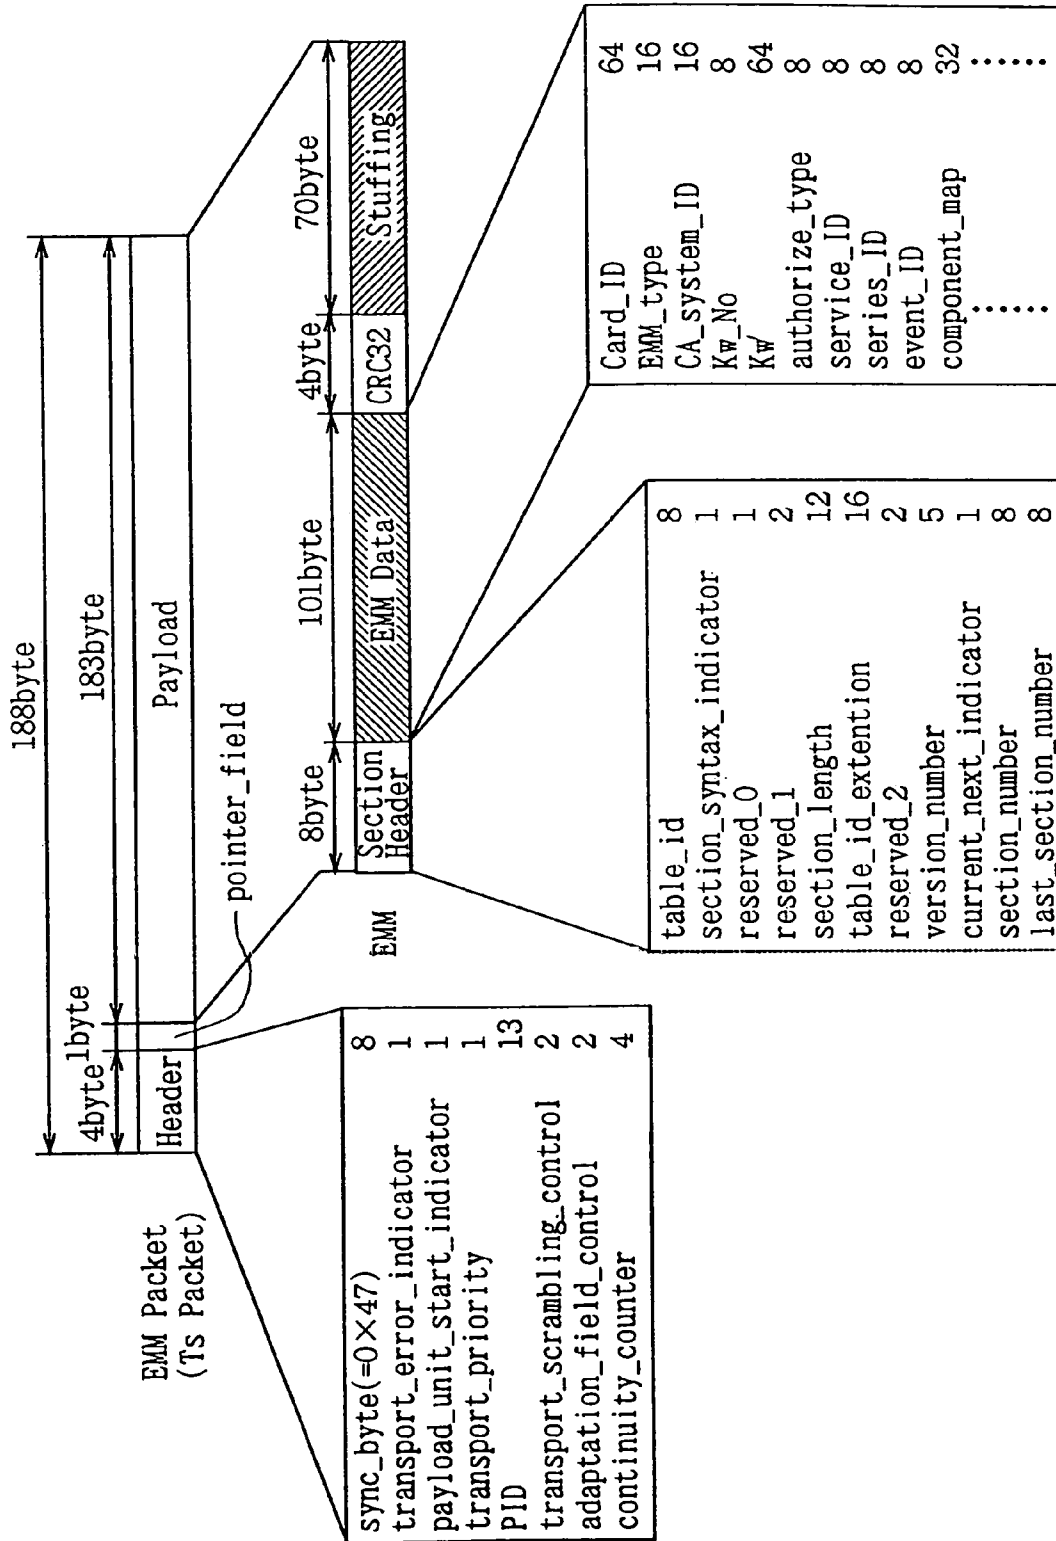 188byte
4byte 1byte 183byte
EMM Packet
(Ts Packet)
Header
Payload
pointer_field
8byte 101byte 4byte 70byte
EMM
Section
Header
EMM Data
CRC32
Stuffing
sync_byte(=0×47) 8
transport_error_indicator 1
payload_unit_start_indicator 1
transport_priority 1
PID 13
transport_scrambling_control 2
adaptation_field_control 2
continuity_counter 4
table_id 8
section_syntax_indicator 1
reserved_0 1
reserved_1 2
section_length 12
table_id_extention 16
reserved_2 2
version_number 5
current_next_indicator 1
section_number 8
last_section_number 8
Card_ID 64
EMM_type 16
CA_system_ID 16
Kw_No 8
Kw 64
authorize_type 8
service_ID 8
series_ID 8
event_ID 8
component_map 32
...... ......